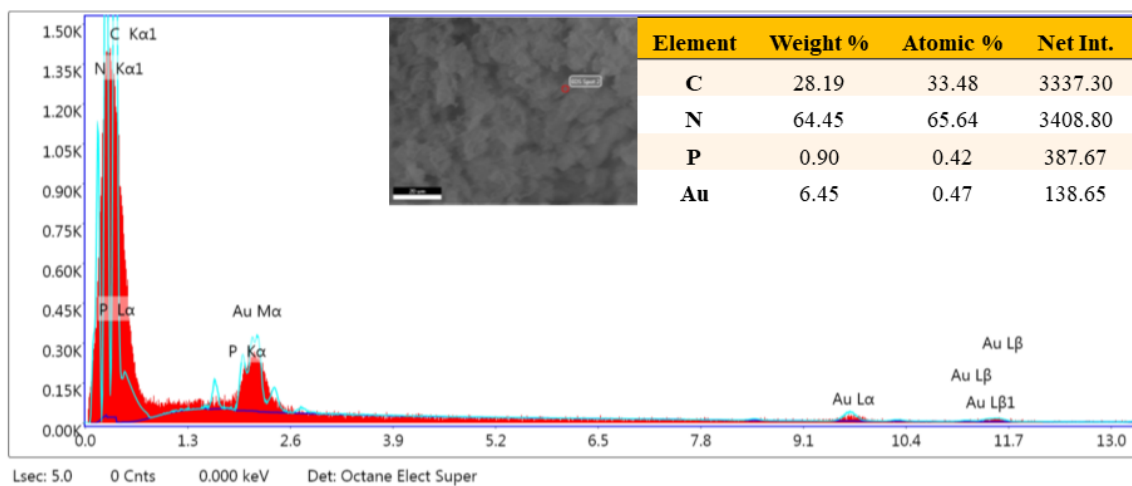 1.50K
1.35K
1.20K
1.05K
0.90K
0.75K
0.60K
0.45K
0.30K
0.15K
0.00K
C Kα1
N Kα1
P Lα
Au Mα
P Kα
Au Lα
Au Lβ
Au Lβ
Au Lβ1
Element Weight % Atomic % Net Int.
C 28.19 33.48 3337.30
N 64.45 65.64 3408.80
P 0.90 0.42 387.67
Au 6.45 0.47 138.65
0.0 1.3 2.6 3.9 5.2 6.5 7.8 9.1 10.4 11.7 13.0
Lsec: 5.0 0 Cnts 0.000 keV Det: Octane Elect Super